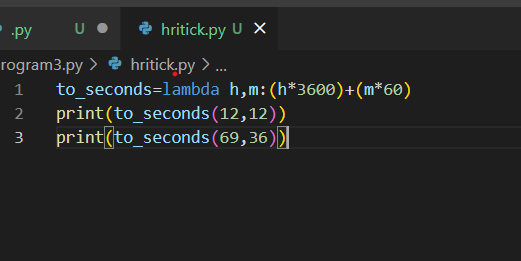 .py U hritick.py U
rogram3.py > hritick.py > ...
1 to_seconds=lambda h,m:(h*3600)+(m*60)
2 print(to_seconds(12,12))
3 print(to_seconds(69,36))